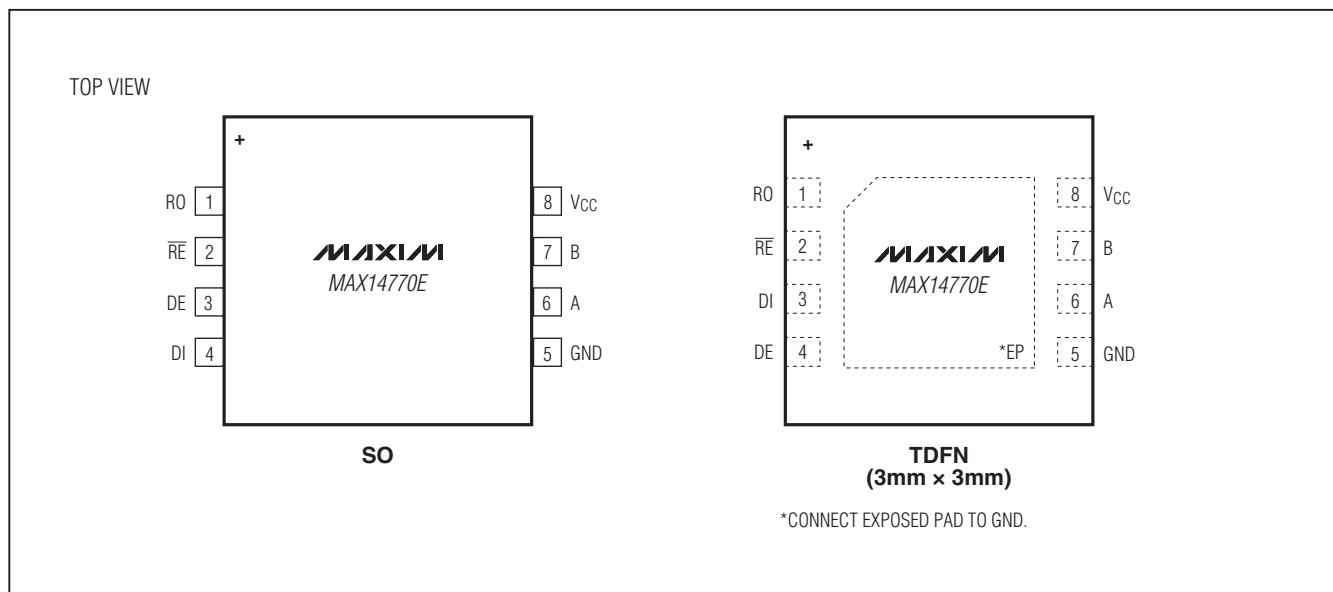 TOP VIEW
+
RO 1
R̅E̅ 2
DE 3
DI 4
MAXIM
MAX14770E
8 VCC
7 B
6 A
5 GND
SO
+
RO 1
R̅E̅ 2
DI 3
DE 4
MAXIM
MAX14770E
*EP
8 VCC
7 B
6 A
5 GND
TDFN
(3mm × 3mm)
*CONNECT EXPOSED PAD TO GND.